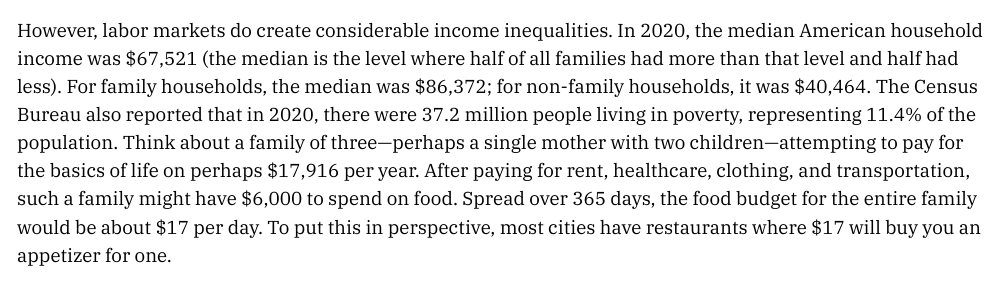 However, labor markets do create considerable income inequalities. In 2020, the median American household
income was $67,521 (the median is the level where half of all families had more than that level and half had
less). For family households, the median was $86,372; for non-family households, it was $40,464. The Census
Bureau also reported that in 2020, there were 37.2 million people living in poverty, representing 11.4% of the
population. Think about a family of three—perhaps a single mother with two children—attempting to pay for
the basics of life on perhaps $17,916 per year. After paying for rent, healthcare, clothing, and transportation,
such a family might have $6,000 to spend on food. Spread over 365 days, the food budget for the entire family
would be about $17 per day. To put this in perspective, most cities have restaurants where $17 will buy you an
appetizer for one.